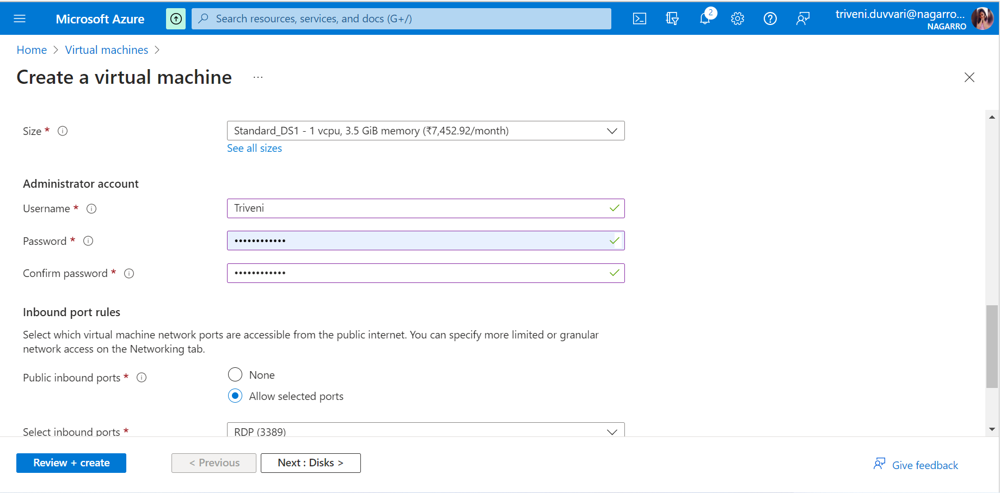 Microsoft Azure
Search resources, services, and docs (G+/)
2
triveni.duvvari@nagarro...
NAGARRO
Home > Virtual machines >
Create a virtual machine ...
Size * Standard_DS1 - 1 vcpu, 3.5 GiB memory (₹7,452.92/month)
See all sizes
Administrator account
Username * Triveni
Password * ••••••••••••
Confirm password * ••••••••••••
Inbound port rules
Select which virtual machine network ports are accessible from the public internet. You can specify more limited or granular
network access on the Networking tab.
Public inbound ports * None
Allow selected ports
Select inbound ports * RDP (3389)
Review + create < Previous Next : Disks > Give feedback